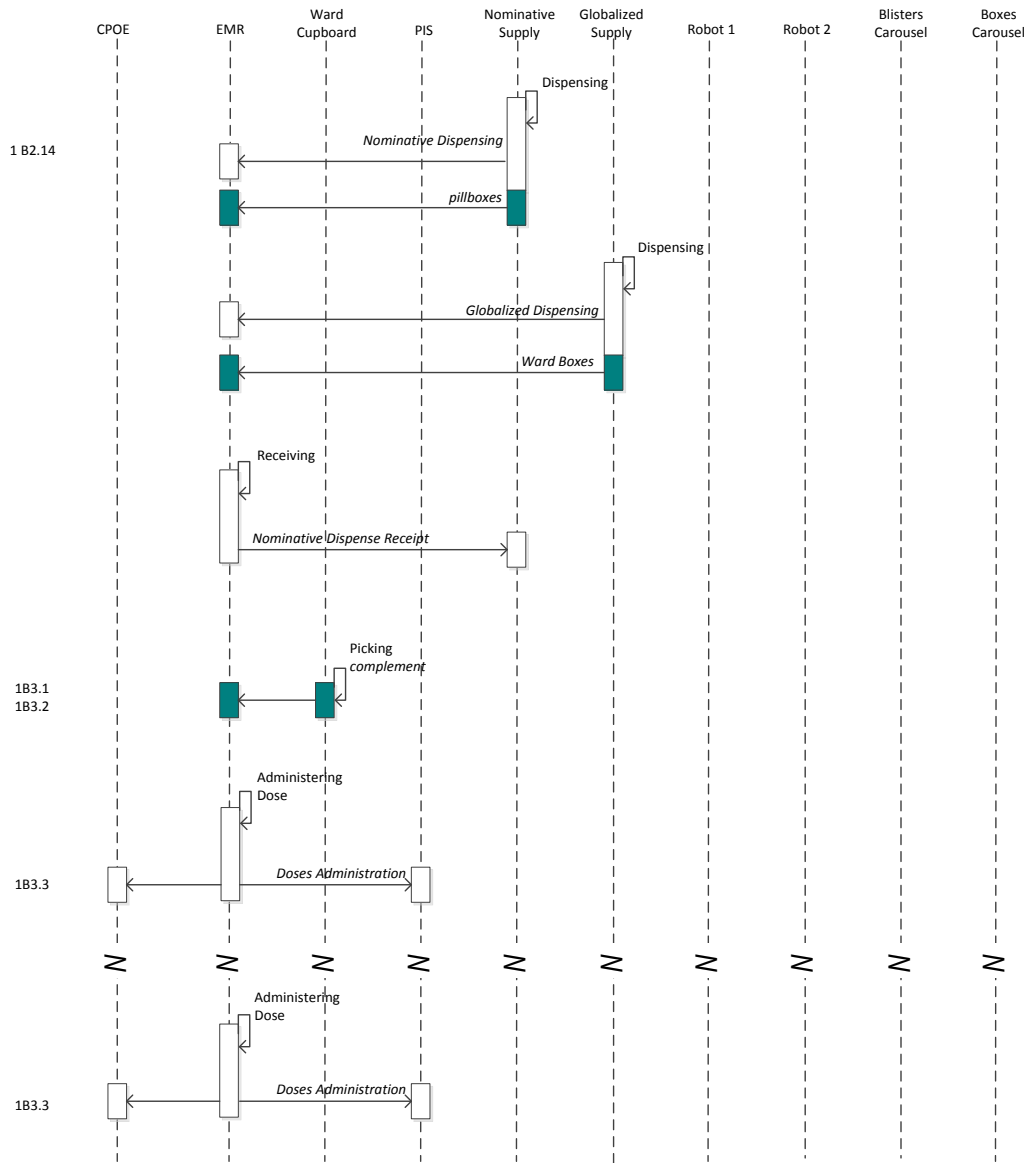 CPOE
EMR
Ward
Cupboard
PIS
Nominative
Supply
Globalized
Supply
Robot 1
Robot 2
Blisters
Carousel
Boxes
Carousel
Dispensing
Nominative Dispensing
1 B2.14
pillboxes
Dispensing
Globalized Dispensing
Ward Boxes
Receiving
Nominative Dispense Receipt
Picking
complement
1B3.1
1B3.2
Administering
Dose
Doses Administration
1B3.3
N N N N N N N N N N
Administering
Dose
Doses Administration
1B3.3